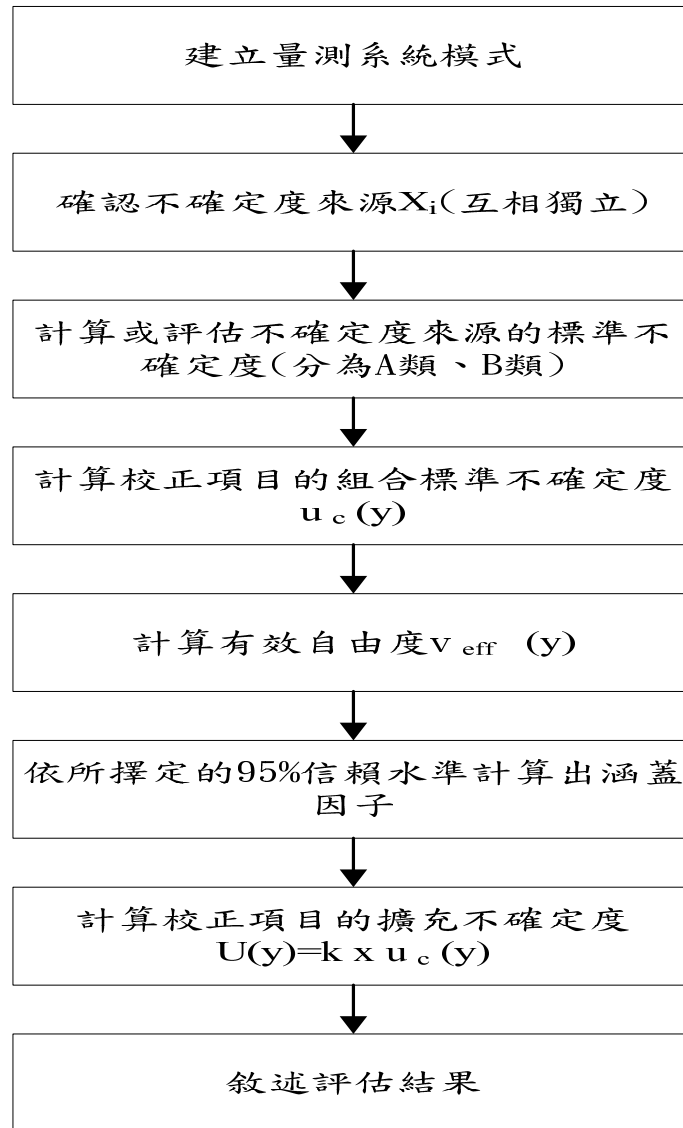 建立量測系統模式
確認不確定度來源Xi(互相獨立)
計算或評估不確定度來源的標準不
確定度(分為A類、B類)
計算校正項目的組合標準不確定度
u c (y)
計算有效自由度v eff (y)
依所擇定的95%信賴水準計算出涵蓋
因子
計算校正項目的擴充不確定度
U(y)=k x u c (y)
敘述評估結果